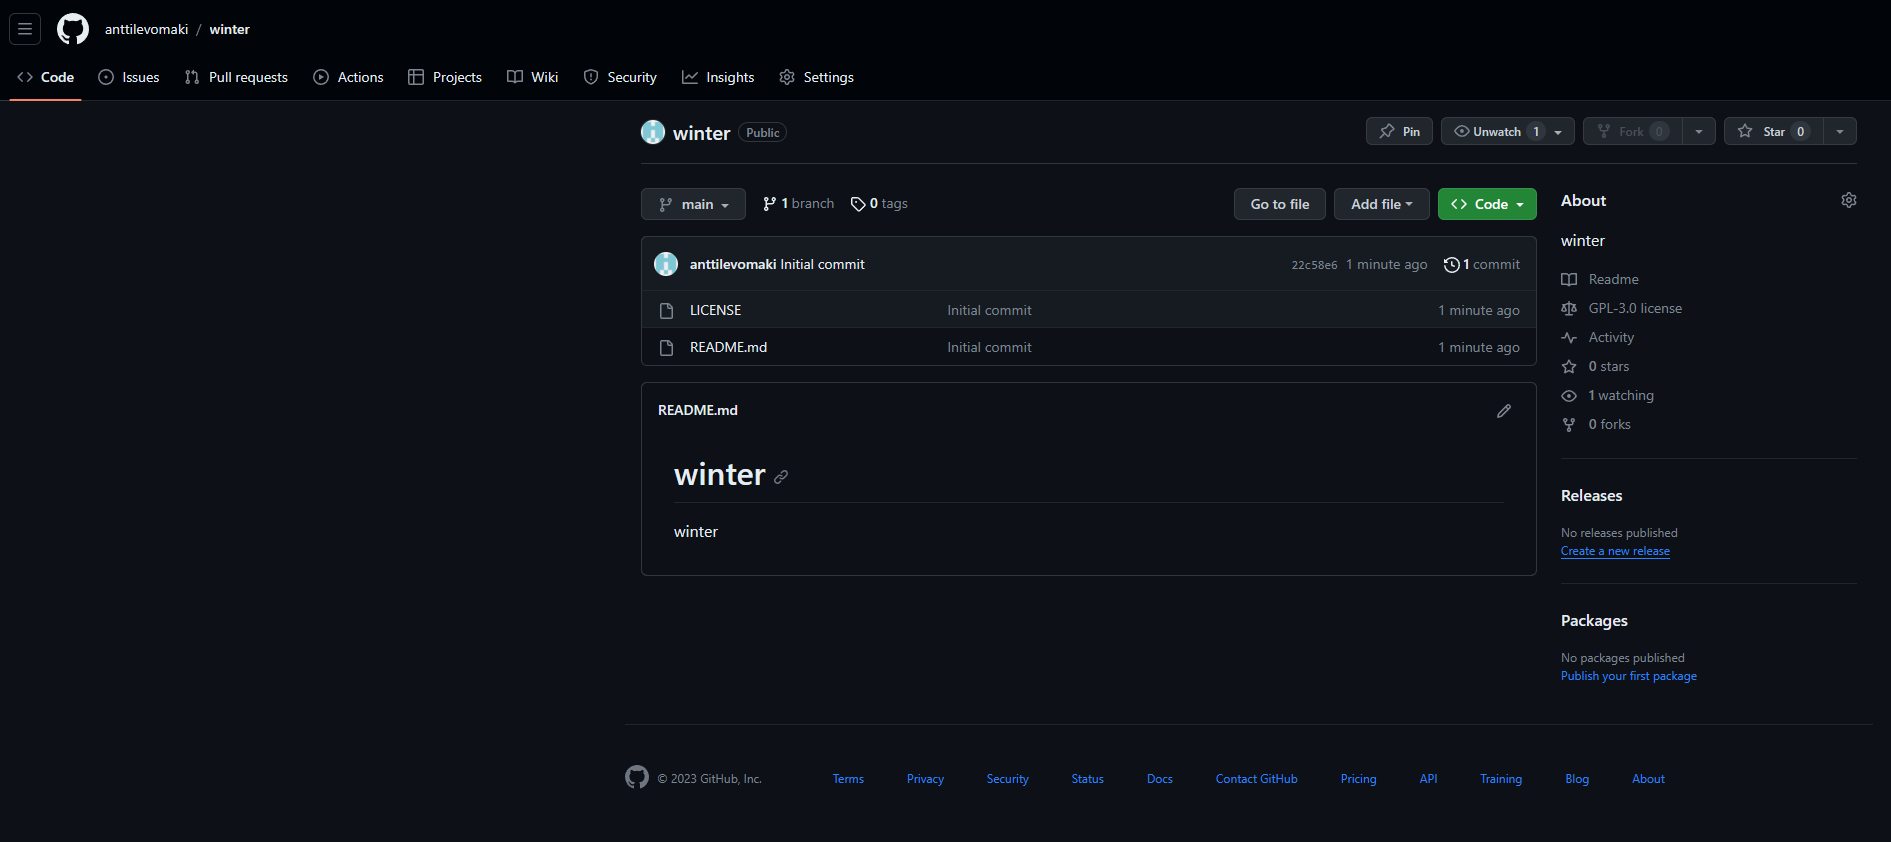 anttilevomaki / winter
Code Issues Pull requests Actions Projects Wiki Security Insights Settings
winter Public Pin Unwatch 1 Fork 0 Star 0
main 1 branch 0 tags Go to file Add file Code
anttilevomaki Initial commit 22c58e6 1 minute ago 1 commit
LICENSE Initial commit 1 minute ago
README.md Initial commit 1 minute ago
README.md
winter
winter
About
winter
Readme
GPL-3.0 license
Activity
0 stars
1 watching
0 forks
Releases
No releases published
Create a new release
Packages
No packages published
Publish your first package
© 2023 GitHub, Inc. Terms Privacy Security Status Docs Contact GitHub Pricing API Training Blog About